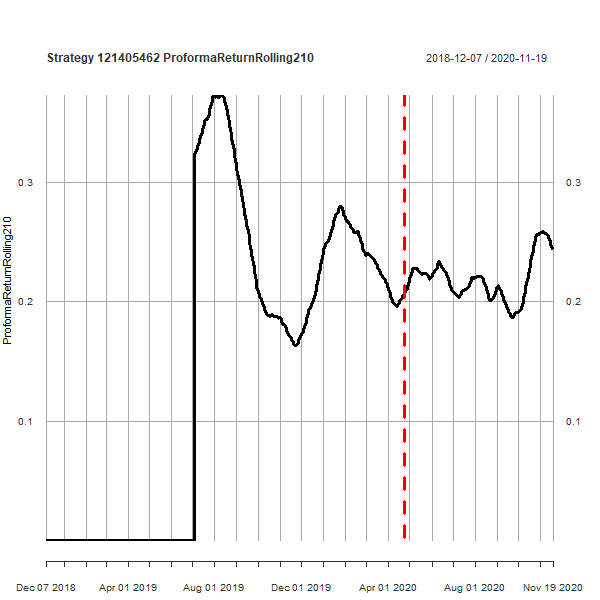 Strategy 121405462 ProformaReturnRolling210
2018-12-07 / 2020-11-19
ProformaReturnRolling210
0.3
0.3
0.2
0.2
0.1
0.1
Dec 07 2018
Apr 01 2019
Aug 01 2019
Dec 01 2019
Apr 01 2020
Aug 01 2020
Nov 19 2020